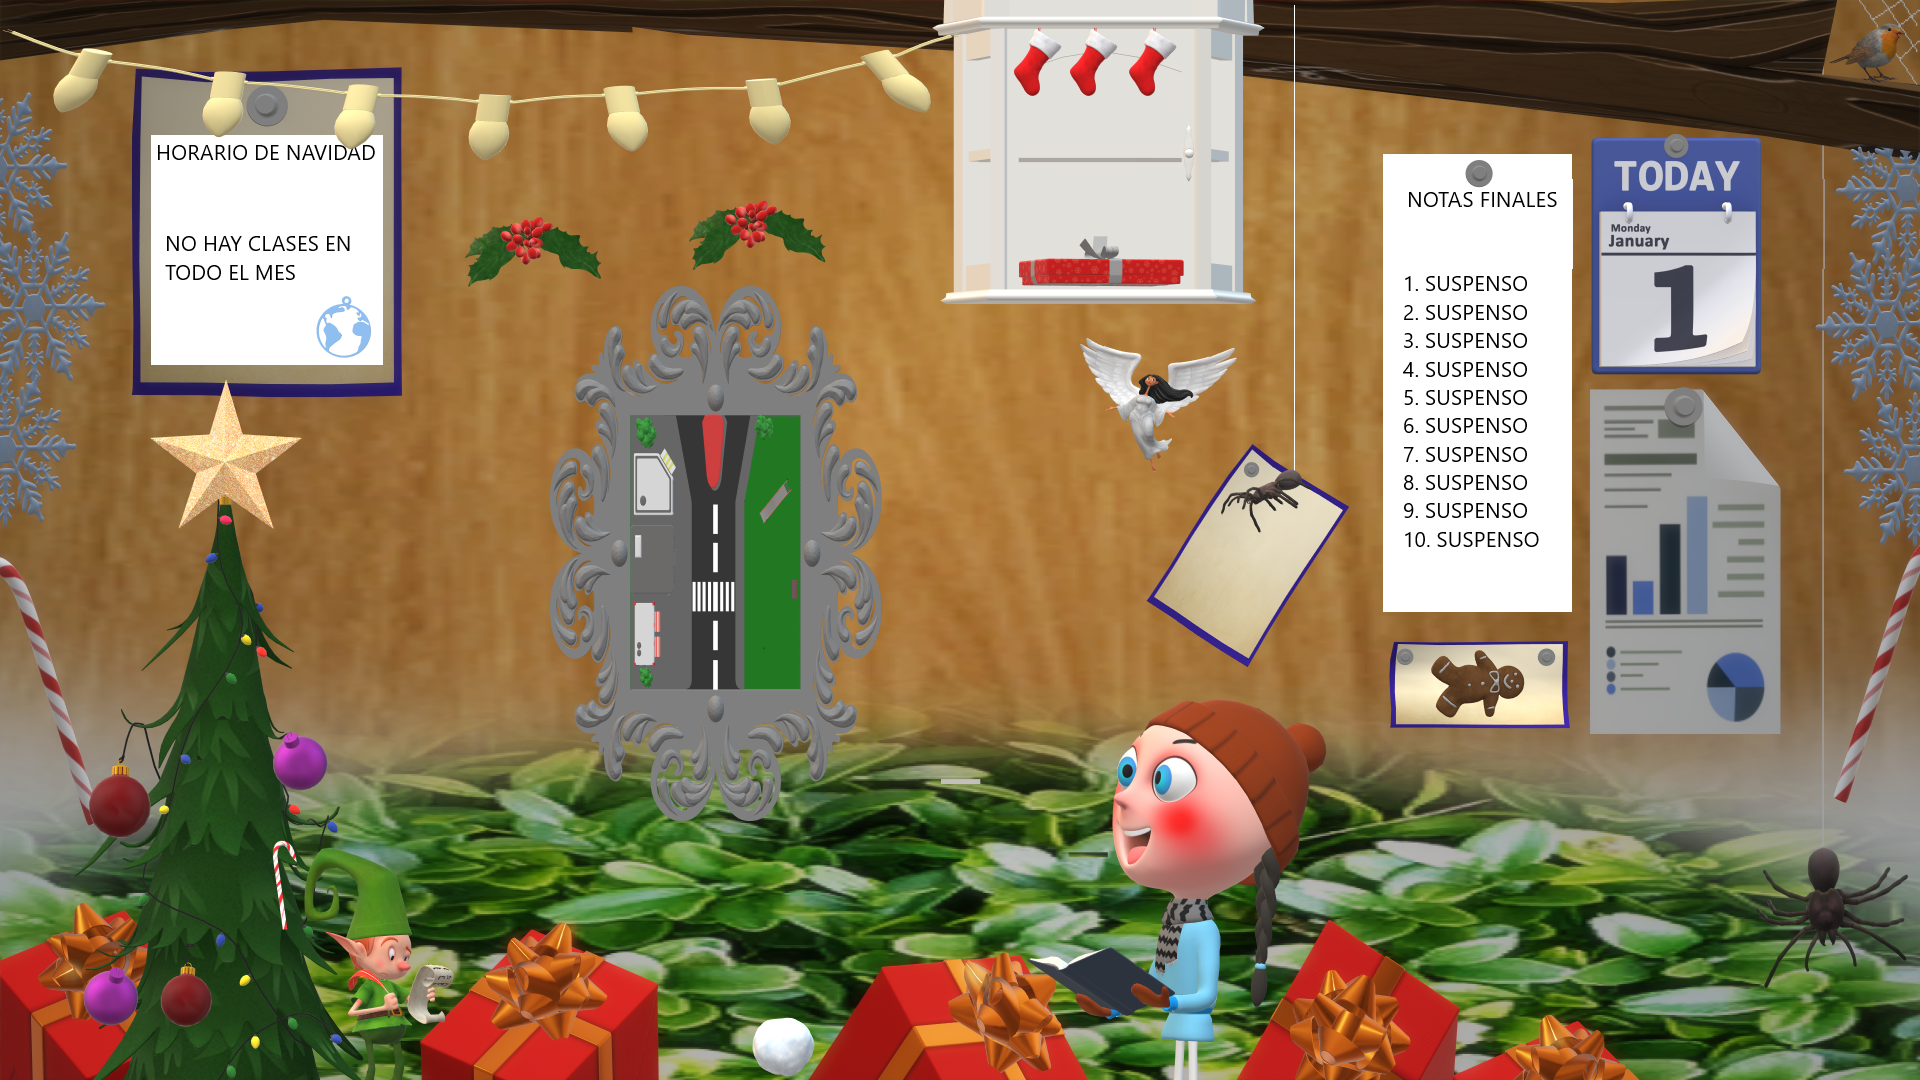 HORARIO DE NAVIDAD
NO HAY CLASES EN
TODO EL MES
NOTAS FINALES
1. SUSPENSO
2. SUSPENSO
3. SUSPENSO
4. SUSPENSO
5. SUSPENSO
6. SUSPENSO
7. SUSPENSO
8. SUSPENSO
9. SUSPENSO
10. SUSPENSO
TODAY
Monday
January
1